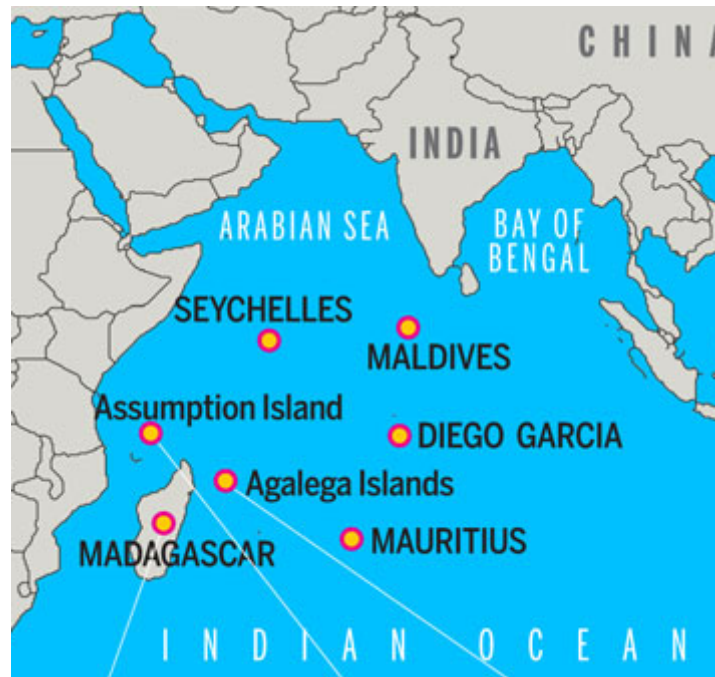 CHINA
INDIA
ARABIAN SEA
BAY OF
BENGAL
SEYCHELLES
MALDIVES
Assumption Island
DIEGO GARCIA
Agalega Islands
MADAGASCAR
MAURITIUS
INDIAN OCEAN